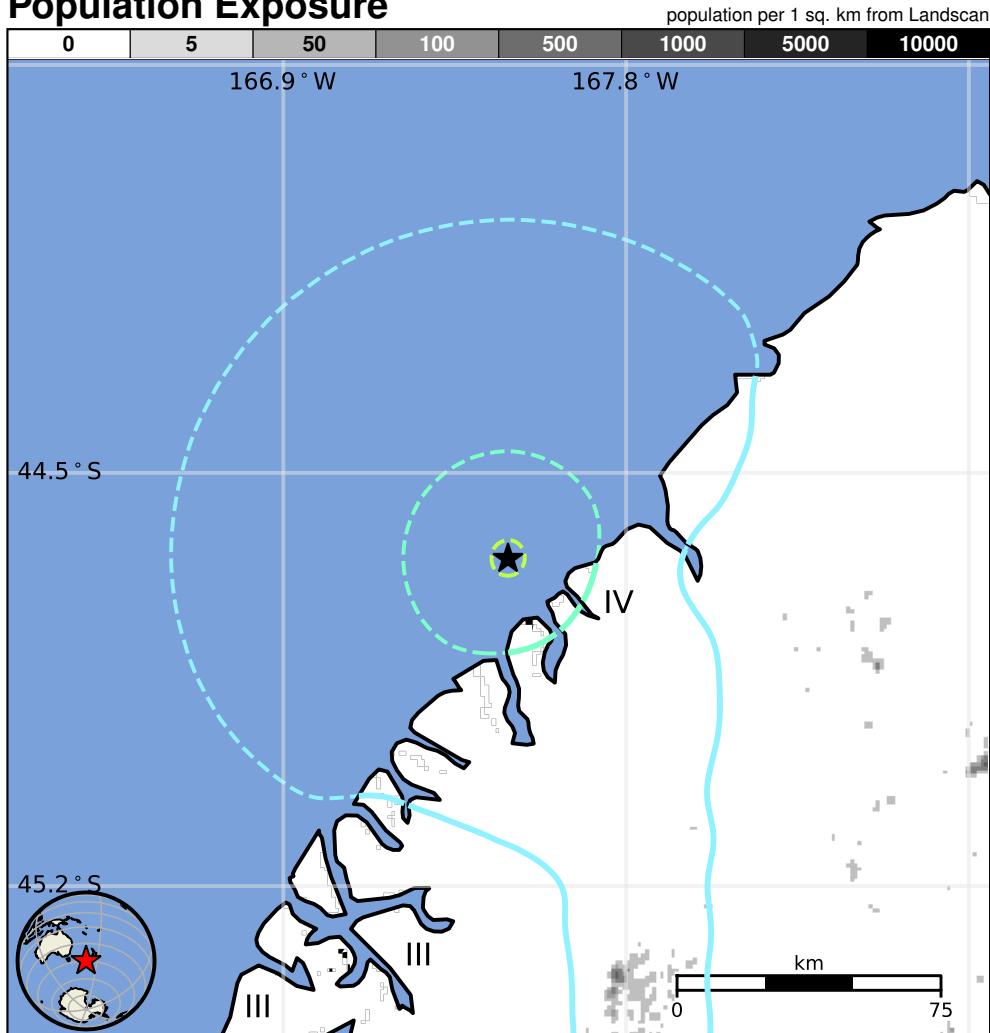 Population Exposure
population per 1 sq. km from Landscan
0 5 50 100 500 1000 5000 10000
166.9°W 167.8°W
44.5°S
IV
45.2°S
III
III
km
0 75